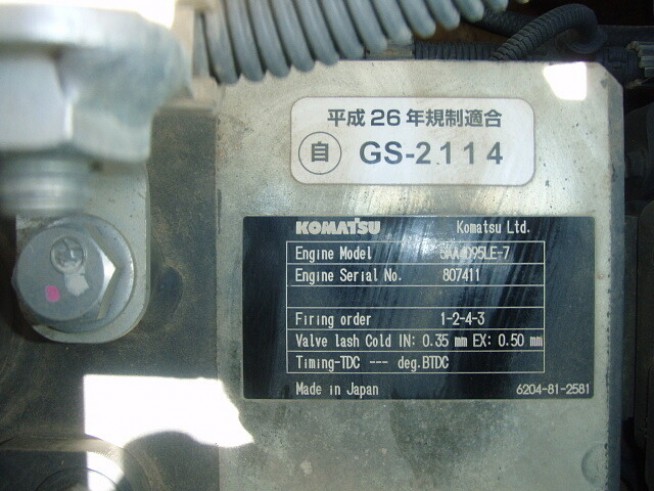 平成26年規制適合
自 GS-2114
KOMATSU Komatsu Ltd.
Engine Model SAA4D95LE-7
Engine Serial No. 807411
Firing order 1-2-4-3
Valve lash Cold IN: 0.35 mm EX: 0.50 mm
Timing-TDC --- deg.BTDC
Made in Japan 6204-81-2581